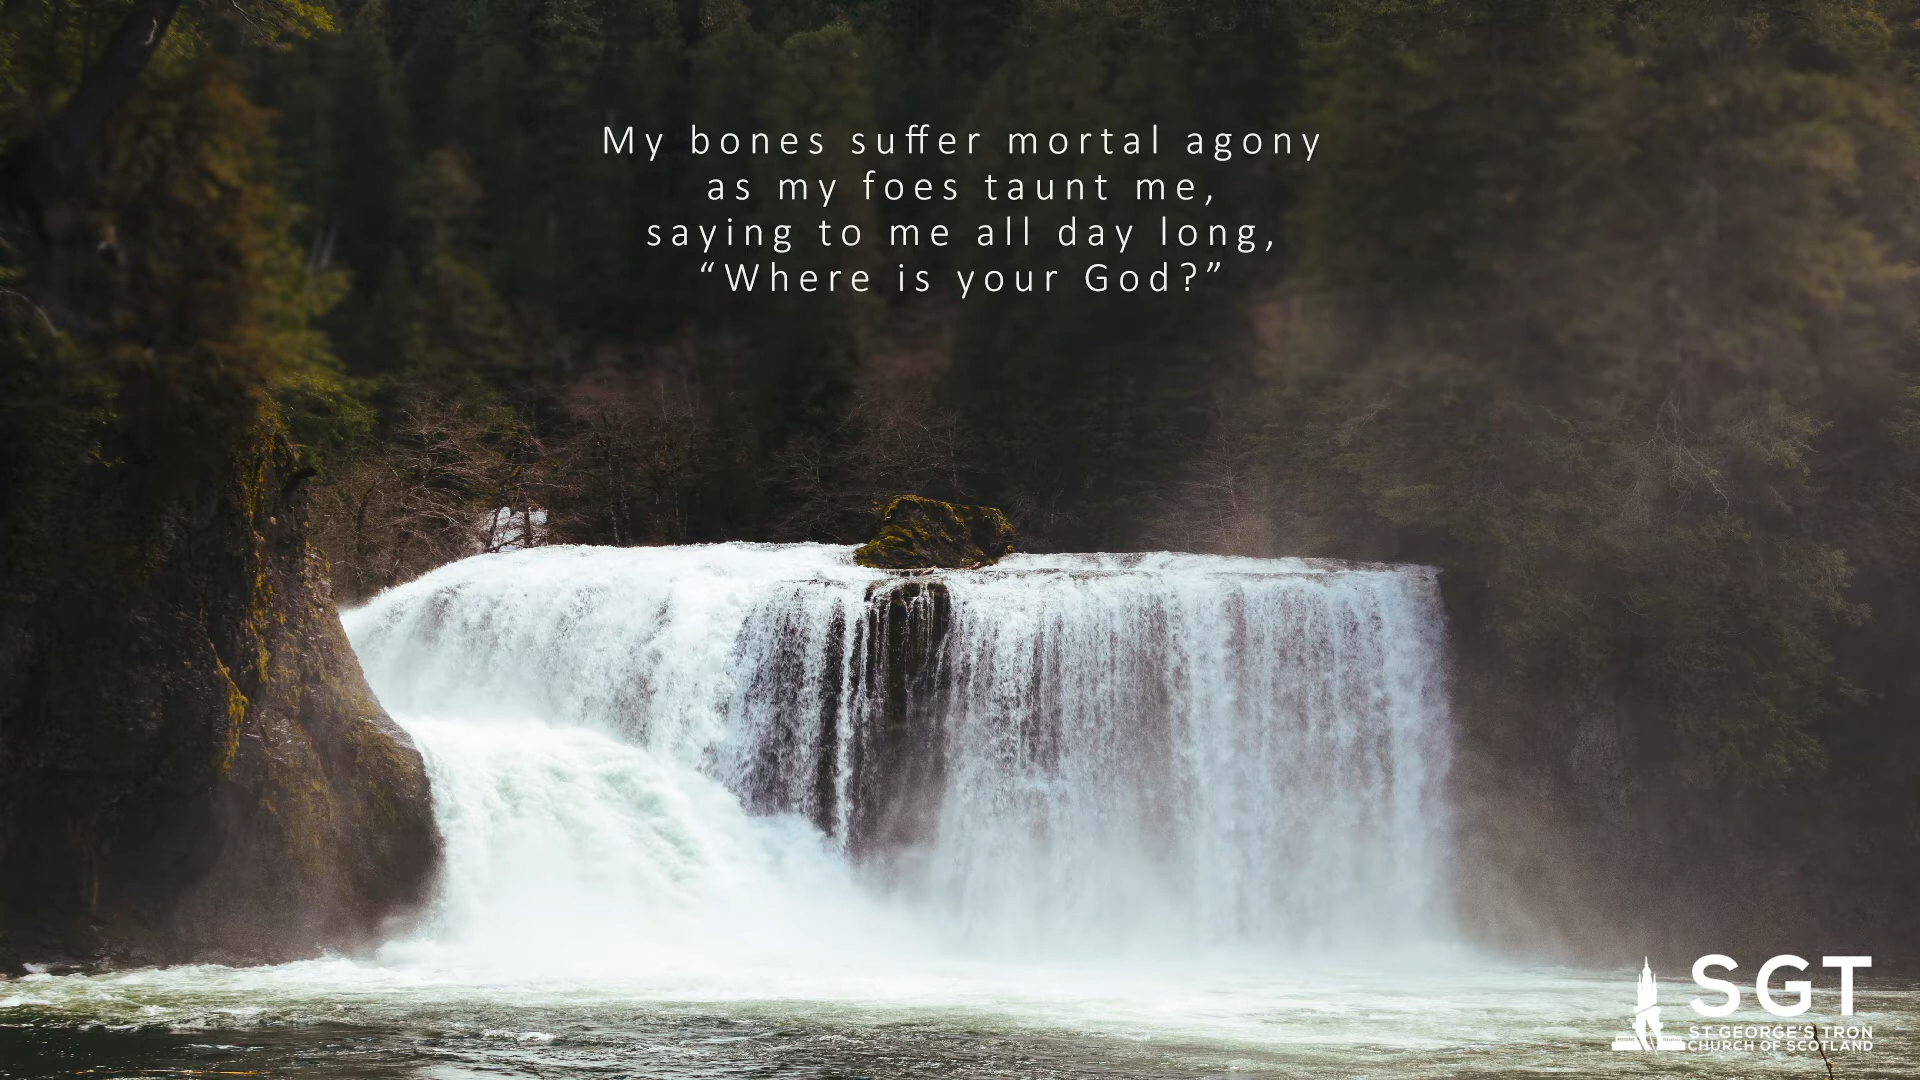 My bones suffer mortal agony
as my foes taunt me,
saying to me all day long,
“Where is your God?”
SGT
ST GEORGE'S TRON
CHURCH OF SCOTLAND